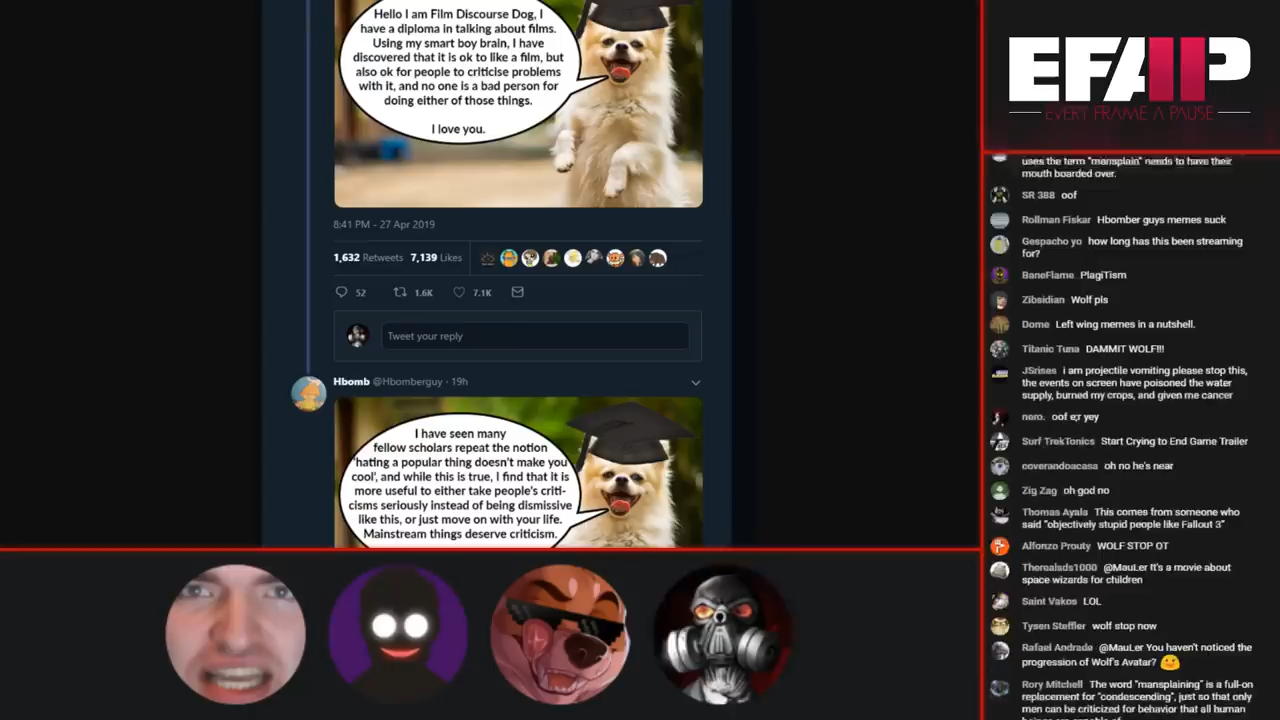 Hello I am Film Discourse Dog, I
have a diploma in talking about films.
Using my smart boy brain, I have
discovered that it is ok to like a film, but
also ok for people to criticise problems
with it, and no one is a bad person for
doing either of those things.
I love you.
8:41 PM - 27 Apr 2019
1,632 Retweets 7,139 Likes
52 1.6K 7.1K
Tweet your reply
Hbomb @Hbomberguy · 19h
I have seen many
fellow scholars repeat the notion
'hating a popular thing doesn't make you
cool', and while this is true, I find that it is
more useful to either take people's criti-
cisms seriously instead of being dismissive
like this, or just move on with your life.
Mainstream things deserve criticism.
EFAP
EVERY FRAME A PAUSE
uses the term "mansplain" needs to have their
mouth boarded over.
SR 388 oof
Rollman Fiskar Hbomber guys memes suck
Gespacho yo how long has this been streaming
for?
BaneFlame PlagiTism
Zibsidian Wolf pls
Dome Left wing memes in a nutshell.
Titanic Tuna DAMMIT WOLF!!!
JSrises i am projectile vomiting please stop this,
the events on screen have poisoned the water
supply, burned my crops, and given me cancer
nero. oof e;r yey
Surf TrekTonics Start Crying to End Game Trailer
coverandoacasa oh no he's near
Zig Zag oh god no
Thomas Ayala This comes from someone who
said "objectively stupid people like Fallout 3"
Alfonzo Prouty WOLF STOP OT
Therealads1000 @MauLer It's a movie about
space wizards for children
Saint Vakos LOL
Tysen Steffler wolf stop now
Rafael Andrade @MauLer You haven't noticed the
progression of Wolf's Avatar?
Rory Mitchell The word "mansplaining" is a full-on
replacement for "condescending", just so that only
men can be criticized for behavior that all human